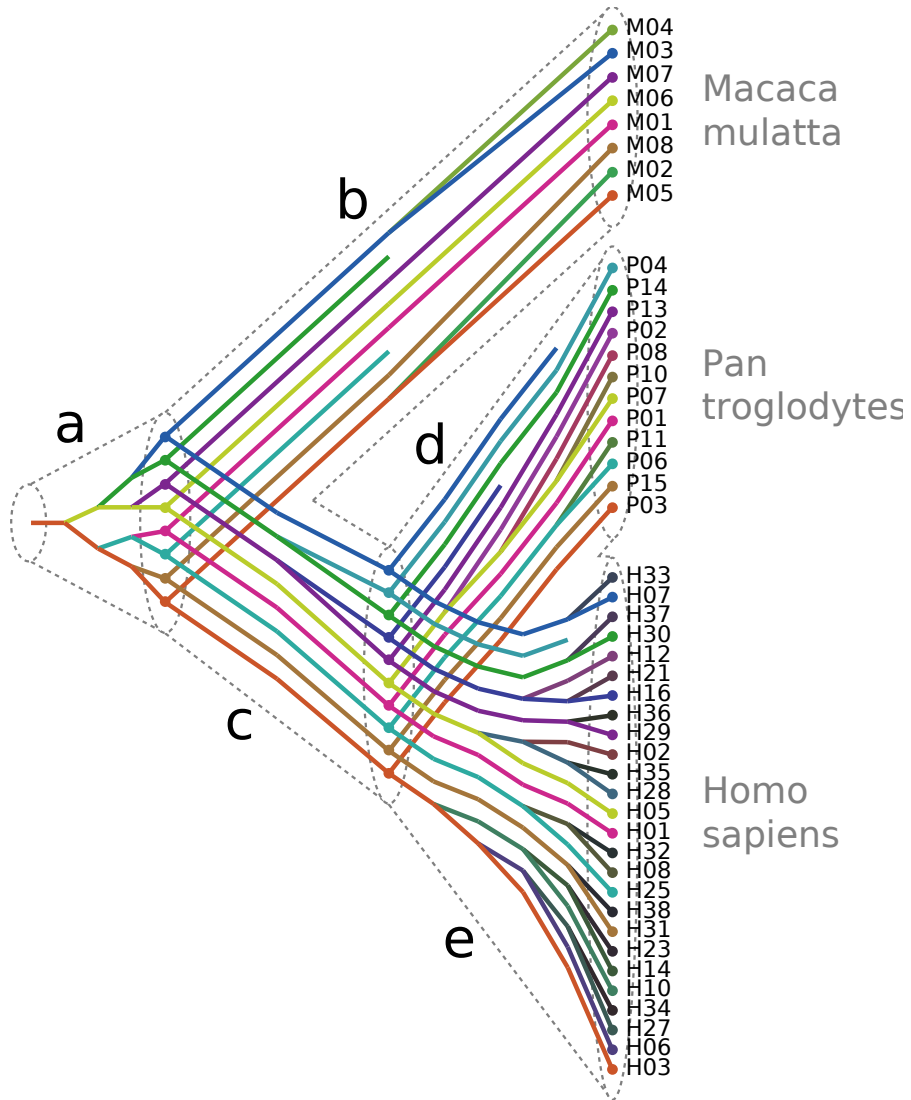 M04
M03
M07
M06
M01
M08
M02
M05
Macaca
mulatta
b
a
P04
P14
P13
P02
P08
P10
P07
P01
P11
P06
P15
P03
Pan
troglodytes
d
c
H33
H07
H37
H30
H12
H21
H16
H36
H29
H02
H35
H28
H05
H01
H32
H08
H25
H38
H31
H23
H14
H10
H34
H27
H06
H03
Homo
sapiens
e